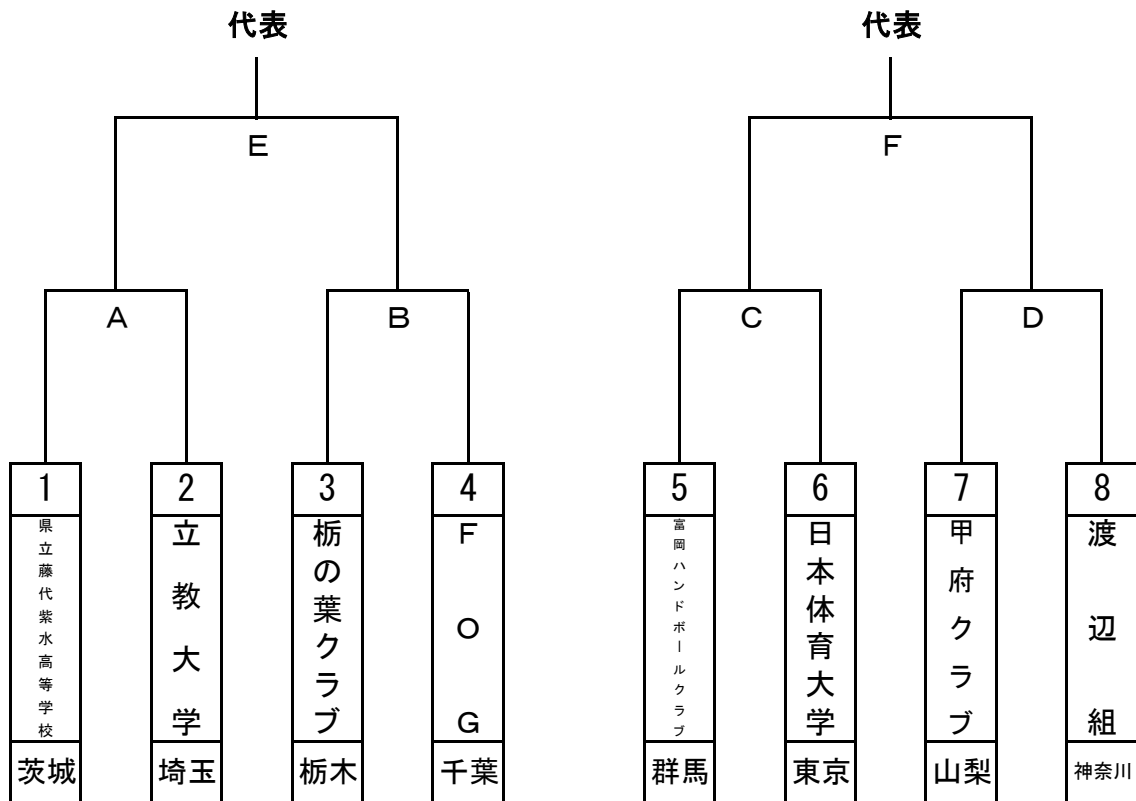 代表 代表
E F
A B C D
1 2 3 4 5 6 7 8
県立藤代紫水高等学校
立教大学
栃の葉クラブ
FOG
富岡ハンドボールクラブ
日本体育大学
甲府クラブ
渡辺組
茨城 埼玉 栃木 千葉 群馬 東京 山梨 神奈川